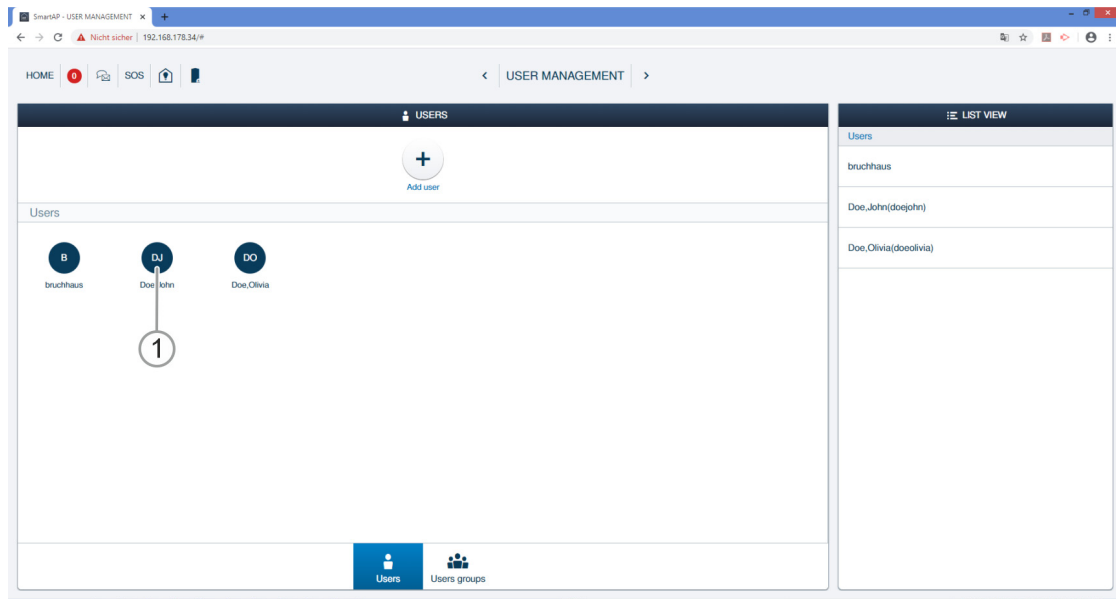 SmartAP - USER MANAGEMENT
Nicht sicher | 192.168.178.34/#
HOME 0 SOS
< USER MANAGEMENT >
USERS
+
Add user
Users
B DJ DO
bruchhaus Doe,John Doe,Olivia
1
Users Users groups
LIST VIEW
Users
bruchhaus
Doe,John(doejohn)
Doe,Olivia(doeolivia)